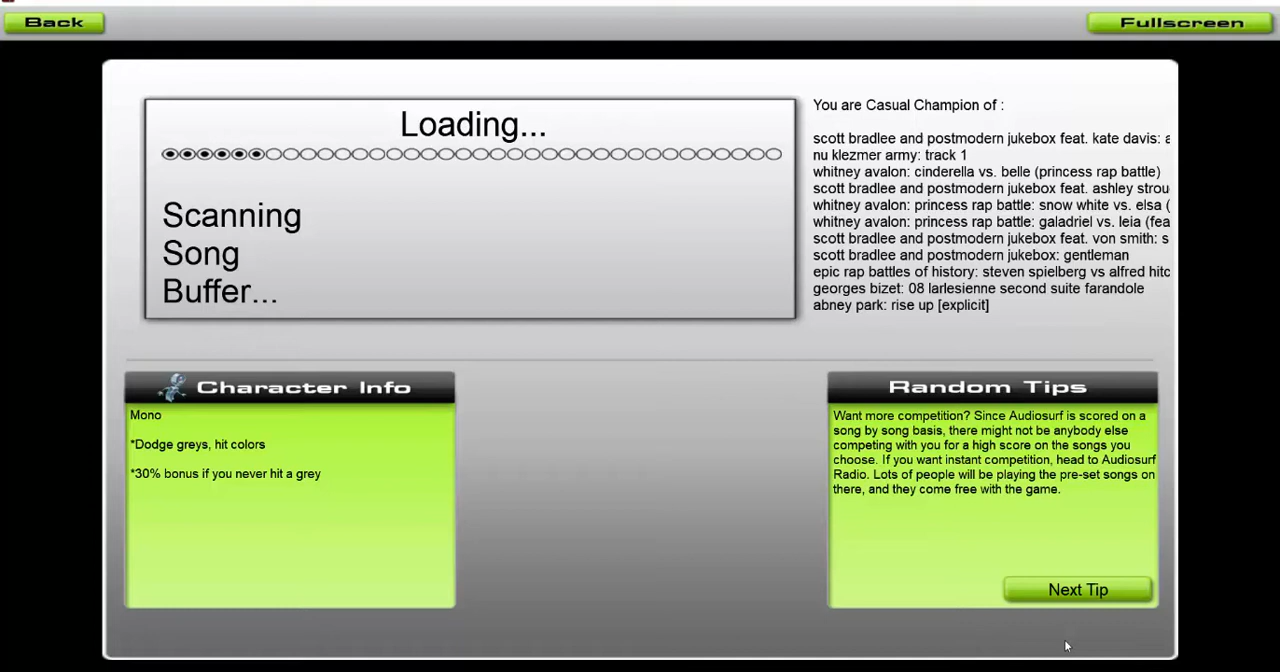 Back
Fullscreen
Loading...
Scanning
Song
Buffer...
You are Casual Champion of :
scott bradlee and postmodern jukebox feat. kate davis: a
nu klezmer army: track 1
whitney avalon: cinderella vs. belle (princess rap battle)
scott bradlee and postmodern jukebox feat. ashley strou
whitney avalon: princess rap battle: snow white vs. elsa (
whitney avalon: princess rap battle: galadriel vs. leia (fea
scott bradlee and postmodern jukebox feat. von smith: s
scott bradlee and postmodern jukebox: gentleman
epic rap battles of history: steven spielberg vs alfred hitc
georges bizet: 08 larlesienne second suite farandole
abney park: rise up [explicit]
Character Info
Mono
*Dodge greys, hit colors
*30% bonus if you never hit a grey
Random Tips
Want more competition? Since Audiosurf is scored on a
song by song basis, there might not be anybody else
competing with you for a high score on the songs you
choose. If you want instant competition, head to Audiosurf
Radio. Lots of people will be playing the pre-set songs on
there, and they come free with the game.
Next Tip